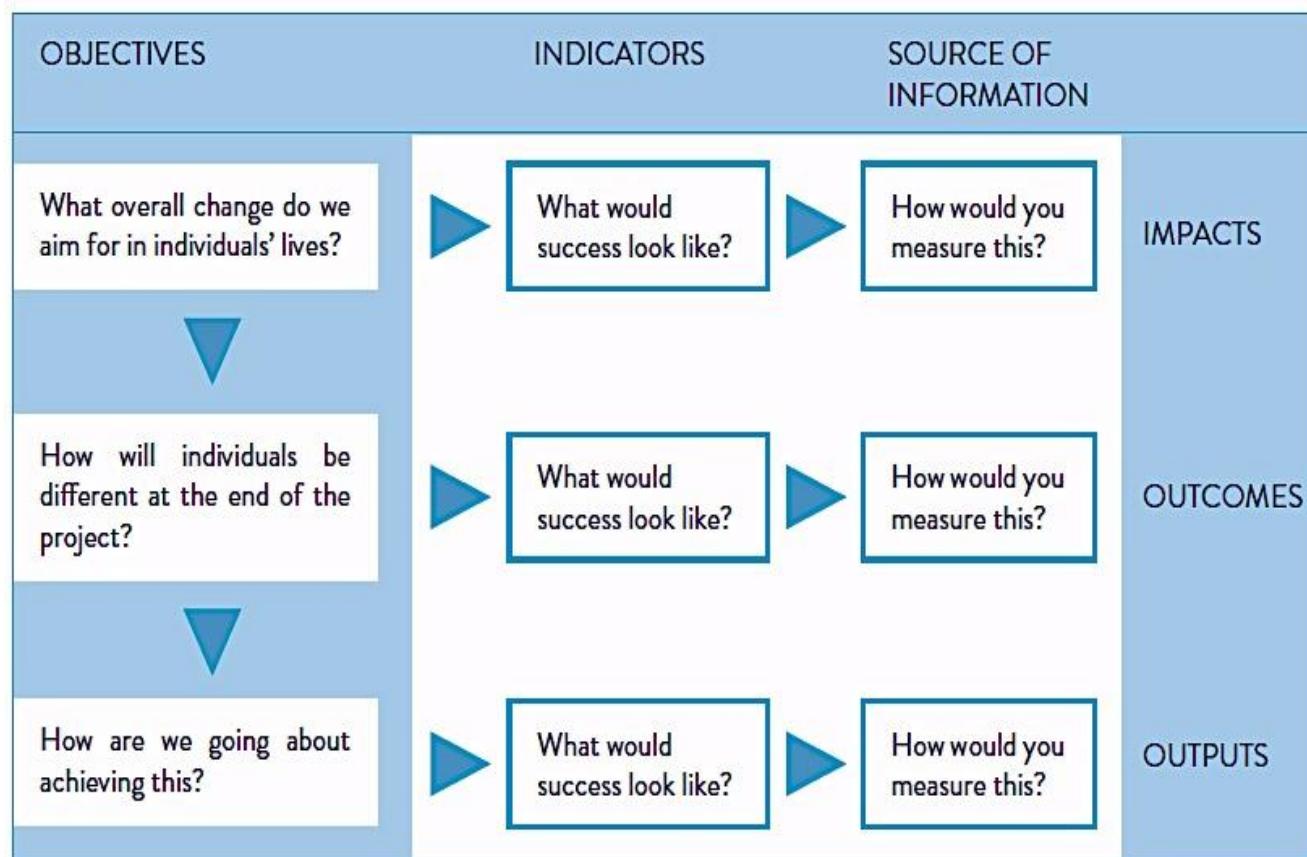 OBJECTIVES
INDICATORS
SOURCE OF
INFORMATION
What overall change do we
aim for in individuals’ lives?
What would
success look like?
How would you
measure this?
IMPACTS
How will individuals be
different at the end of the
project?
What would
success look like?
How would you
measure this?
OUTCOMES
How are we going about
achieving this?
What would
success look like?
How would you
measure this?
OUTPUTS